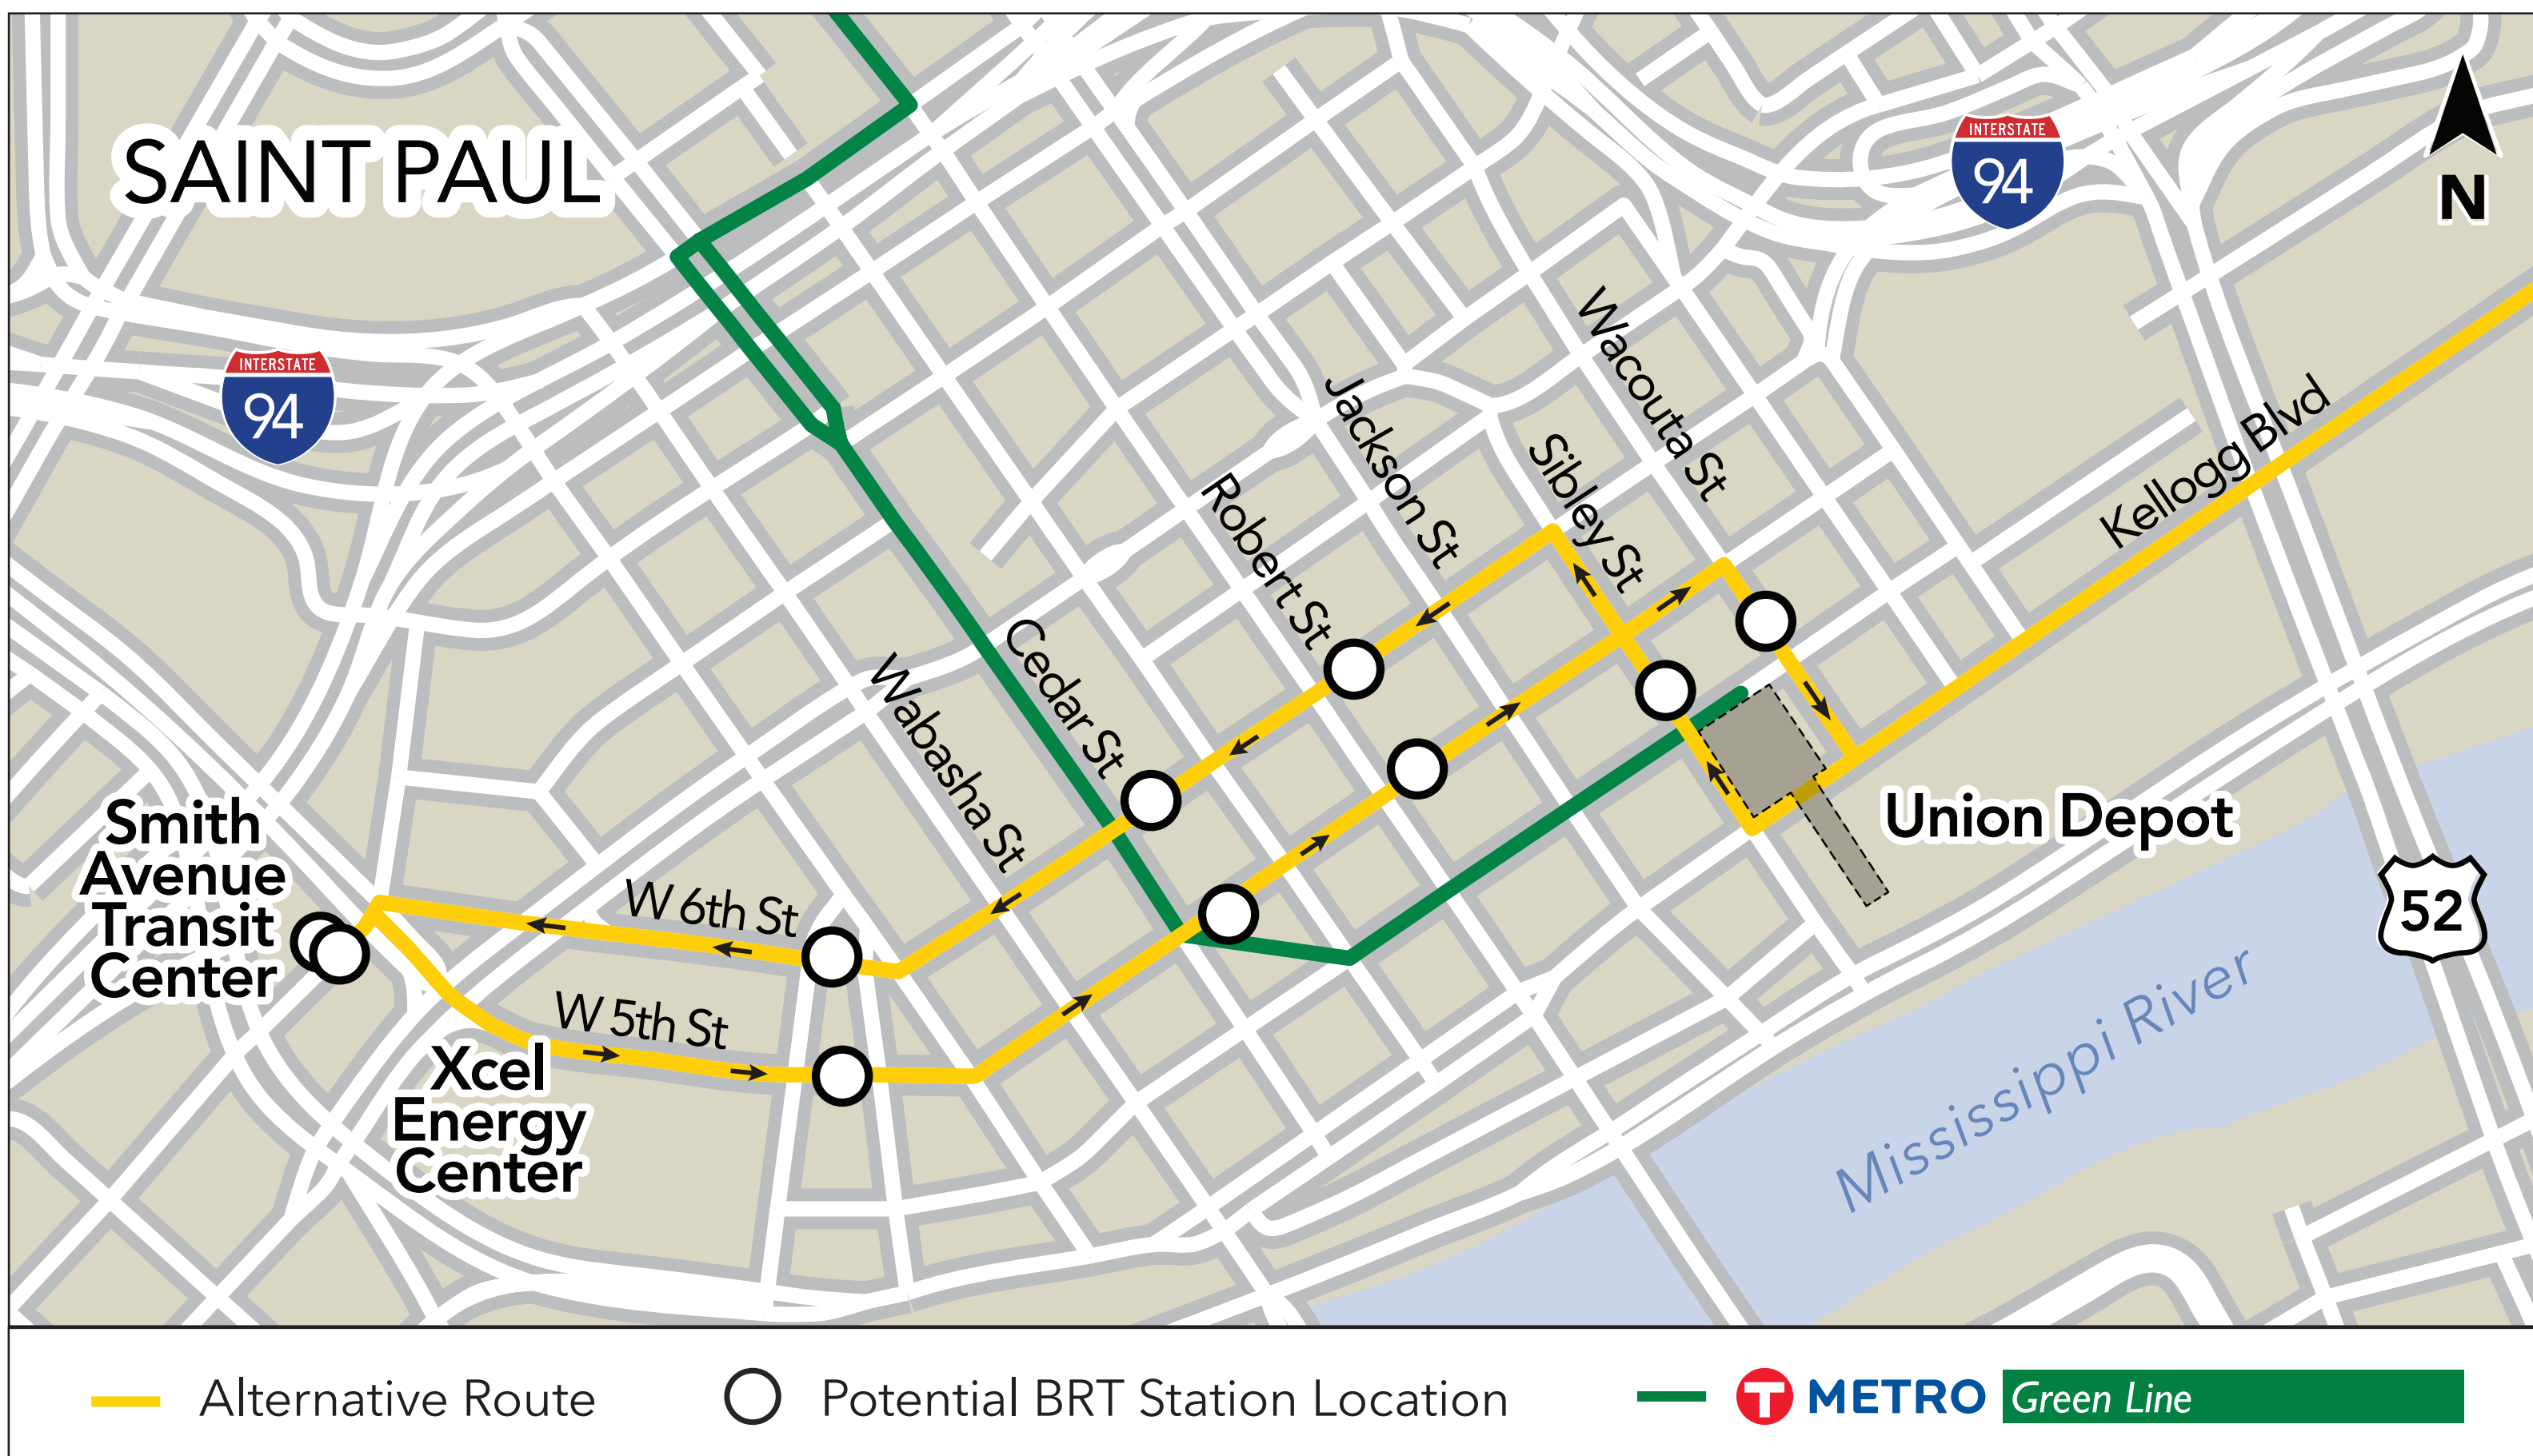 SAINT PAUL
INTERSTATE
94
N
Wacouta St
INTERSTATE
94
Jackson St
Kellogg Blvd
Sibley St
Robert St
Cedar St
Wabasha St
Union Depot
Smith
Avenue
Transit
Center
W 6th St
52
W 5th St
Xcel
Energy
Center
Mississippi River
Alternative Route
Potential BRT Station Location
T METRO Green Line